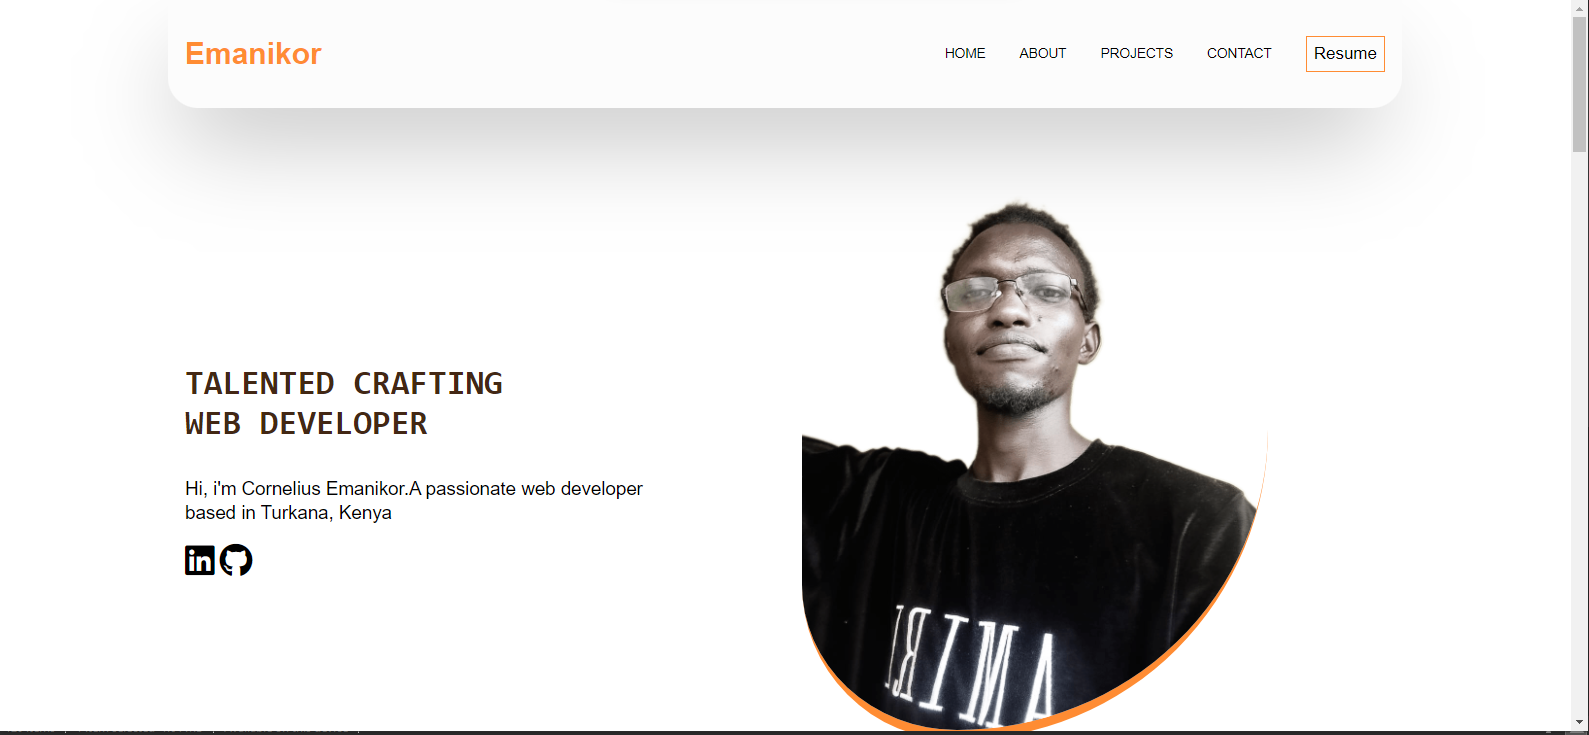 Emanikor
HOME ABOUT PROJECTS CONTACT Resume
TALENTED CRAFTING
WEB DEVELOPER
Hi, i'm Cornelius Emanikor.A passionate web developer
based in Turkana, Kenya
in
AMIRI